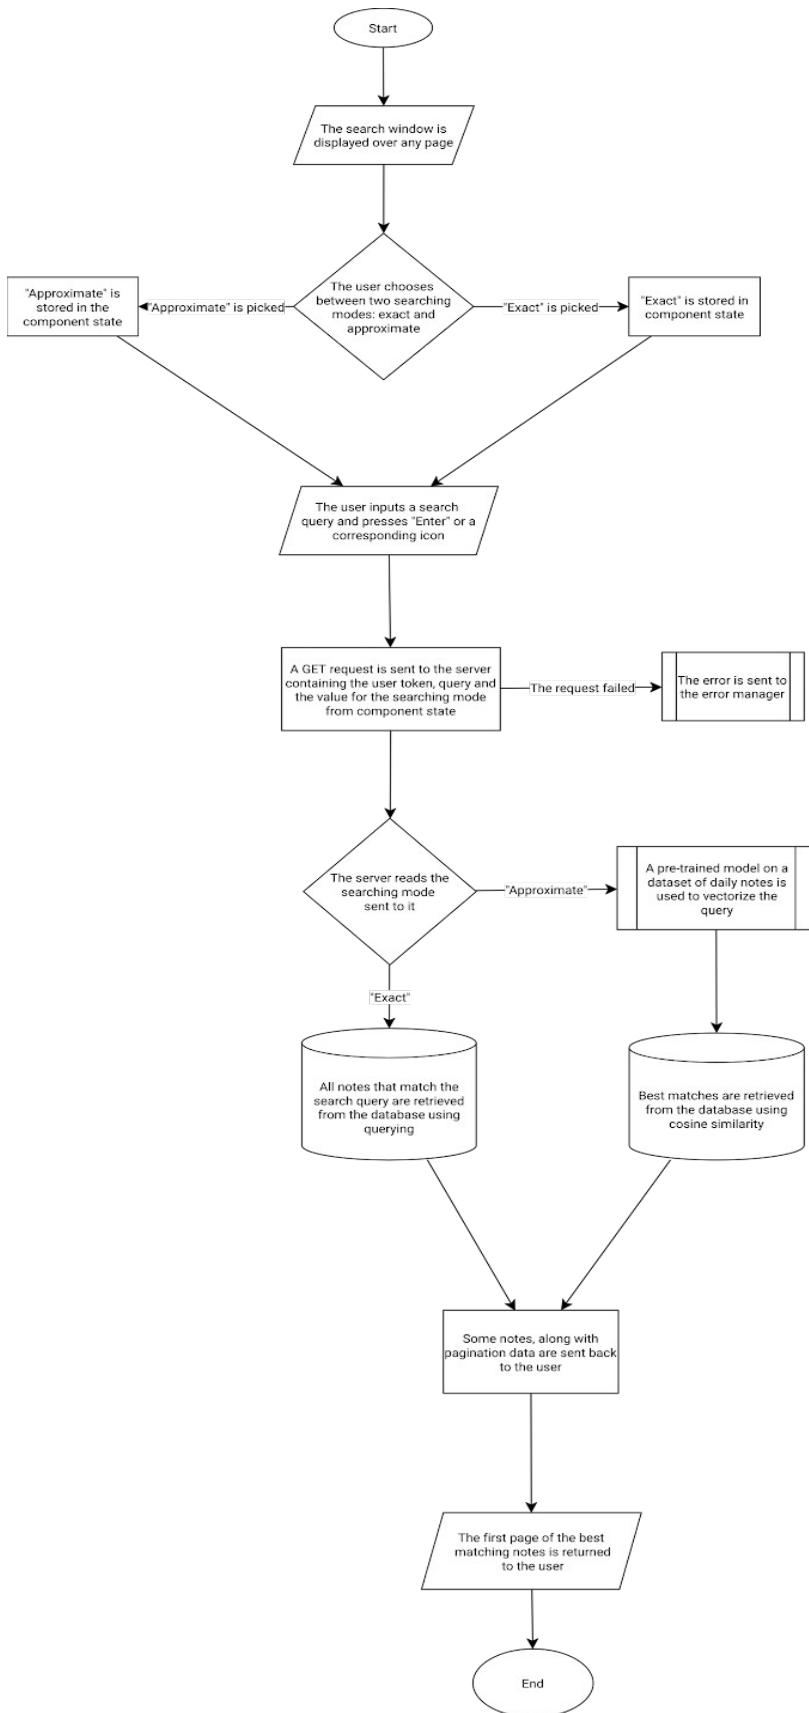 Start
The search window is
displayed over any page
The user chooses
between two searching
modes: exact and
approximate
"Approximate" is picked
"Approximate" is
stored in the
component state
"Exact" is picked
"Exact" is stored in
component state
The user inputs a search
query and presses "Enter" or a
corresponding icon
A GET request is sent to the server
containing the user token, query and
the value for the searching mode
from component state
The request failed
The error is sent to
the error manager
The server reads the
searching mode
sent to it
"Approximate"
A pre-trained model on a
dataset of daily notes is
used to vectorize the
query
"Exact"
All notes that match the
search query are retrieved
from the database using
querying
Best matches are retrieved
from the database using
cosine similarity
Some notes, along with
pagination data are sent back
to the user
The first page of the best
matching notes is returned
to the user
End